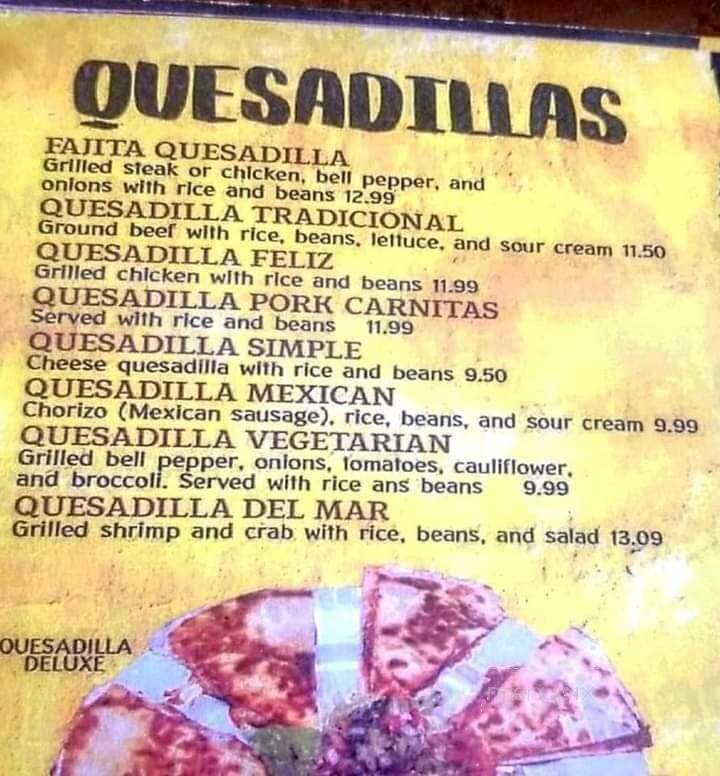 QUESADILLAS
FAJITA QUESADILLA
Grilled steak or chicken, bell pepper, and
onions with rice and beans 12.99
QUESADILLA TRADICIONAL
Ground beef with rice, beans, lettuce, and sour cream 11.50
QUESADILLA FELIZ
Grilled chicken with rice and beans 11.99
QUESADILLA PORK CARNITAS
Served with rice and beans 11.99
QUESADILLA SIMPLE
Cheese quesadilla with rice and beans 9.50
QUESADILLA MEXICAN
Chorizo (Mexican sausage), rice, beans, and sour cream 9.99
QUESADILLA VEGETARIAN
Grilled bell pepper, onions, tomatoes, cauliflower,
and broccoli. Served with rice ans beans 9.99
QUESADILLA DEL MAR
Grilled shrimp and crab with rice, beans, and salad 13.09
QUESADILLA
DELUXE